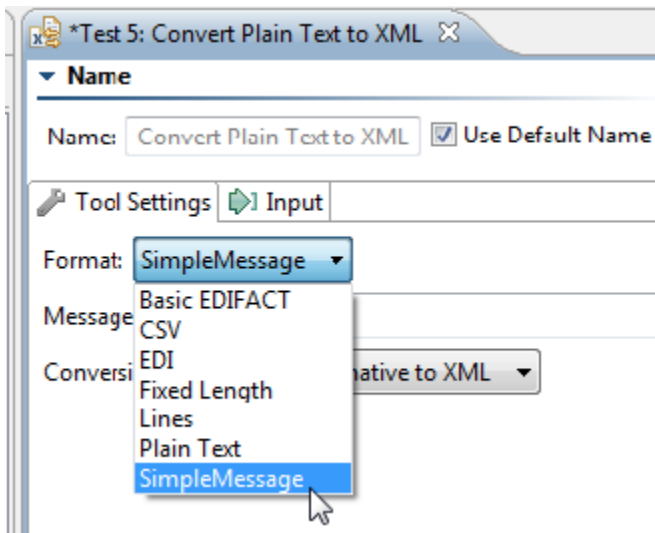 *Test 5: Convert Plain Text to XML
Name
Name: Convert Plain Text to XML Use Default Name
Tool Settings Input
Format: SimpleMessage
Basic EDIFACT
Message
CSV
EDI
Conversi native to XML
Fixed Length
Lines
Plain Text
SimpleMessage